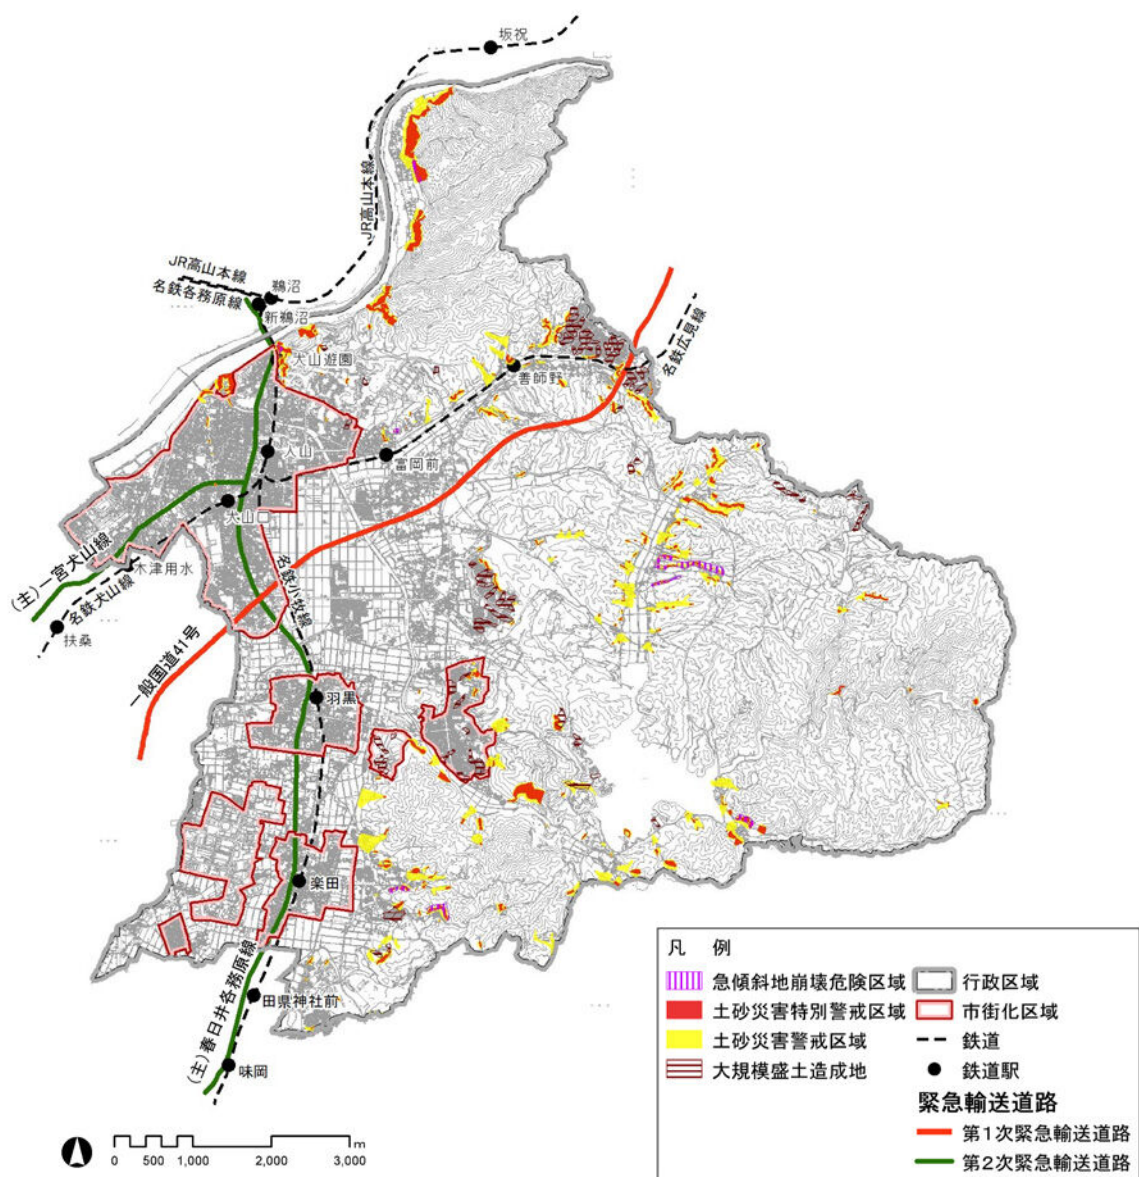 坂祝
JR高山本線
JR高山本線
鵜沼
名鉄各務原線
新鵜沼
犬山遊園
名鉄広見線
善師野
犬山
富岡前
犬山口
(主)一宮犬山線
木津用水
名鉄犬山線
名鉄小牧線
扶桑
一般国道41号
羽黒
楽田
(主)春日井各務原線
田県神社前
味岡
凡 例
急傾斜地崩壊危険区域
行政区域
土砂災害特別警戒区域
市街化区域
土砂災害警戒区域
鉄道
大規模盛土造成地
鉄道駅
緊急輸送道路
第1次緊急輸送道路
第2次緊急輸送道路
m
0 500 1,000 2,000 3,000